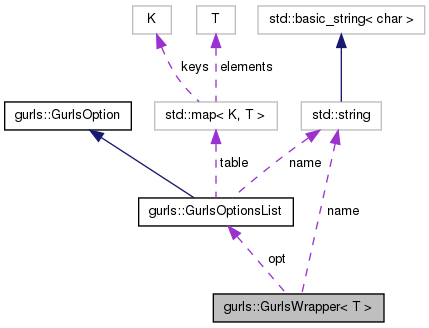 K
T
std::basic_string< char >
keys
elements
gurls::GurlsOption
std::map< K, T >
std::string
table
name
gurls::GurlsOptionsList
name
opt
gurls::GurlsWrapper< T >